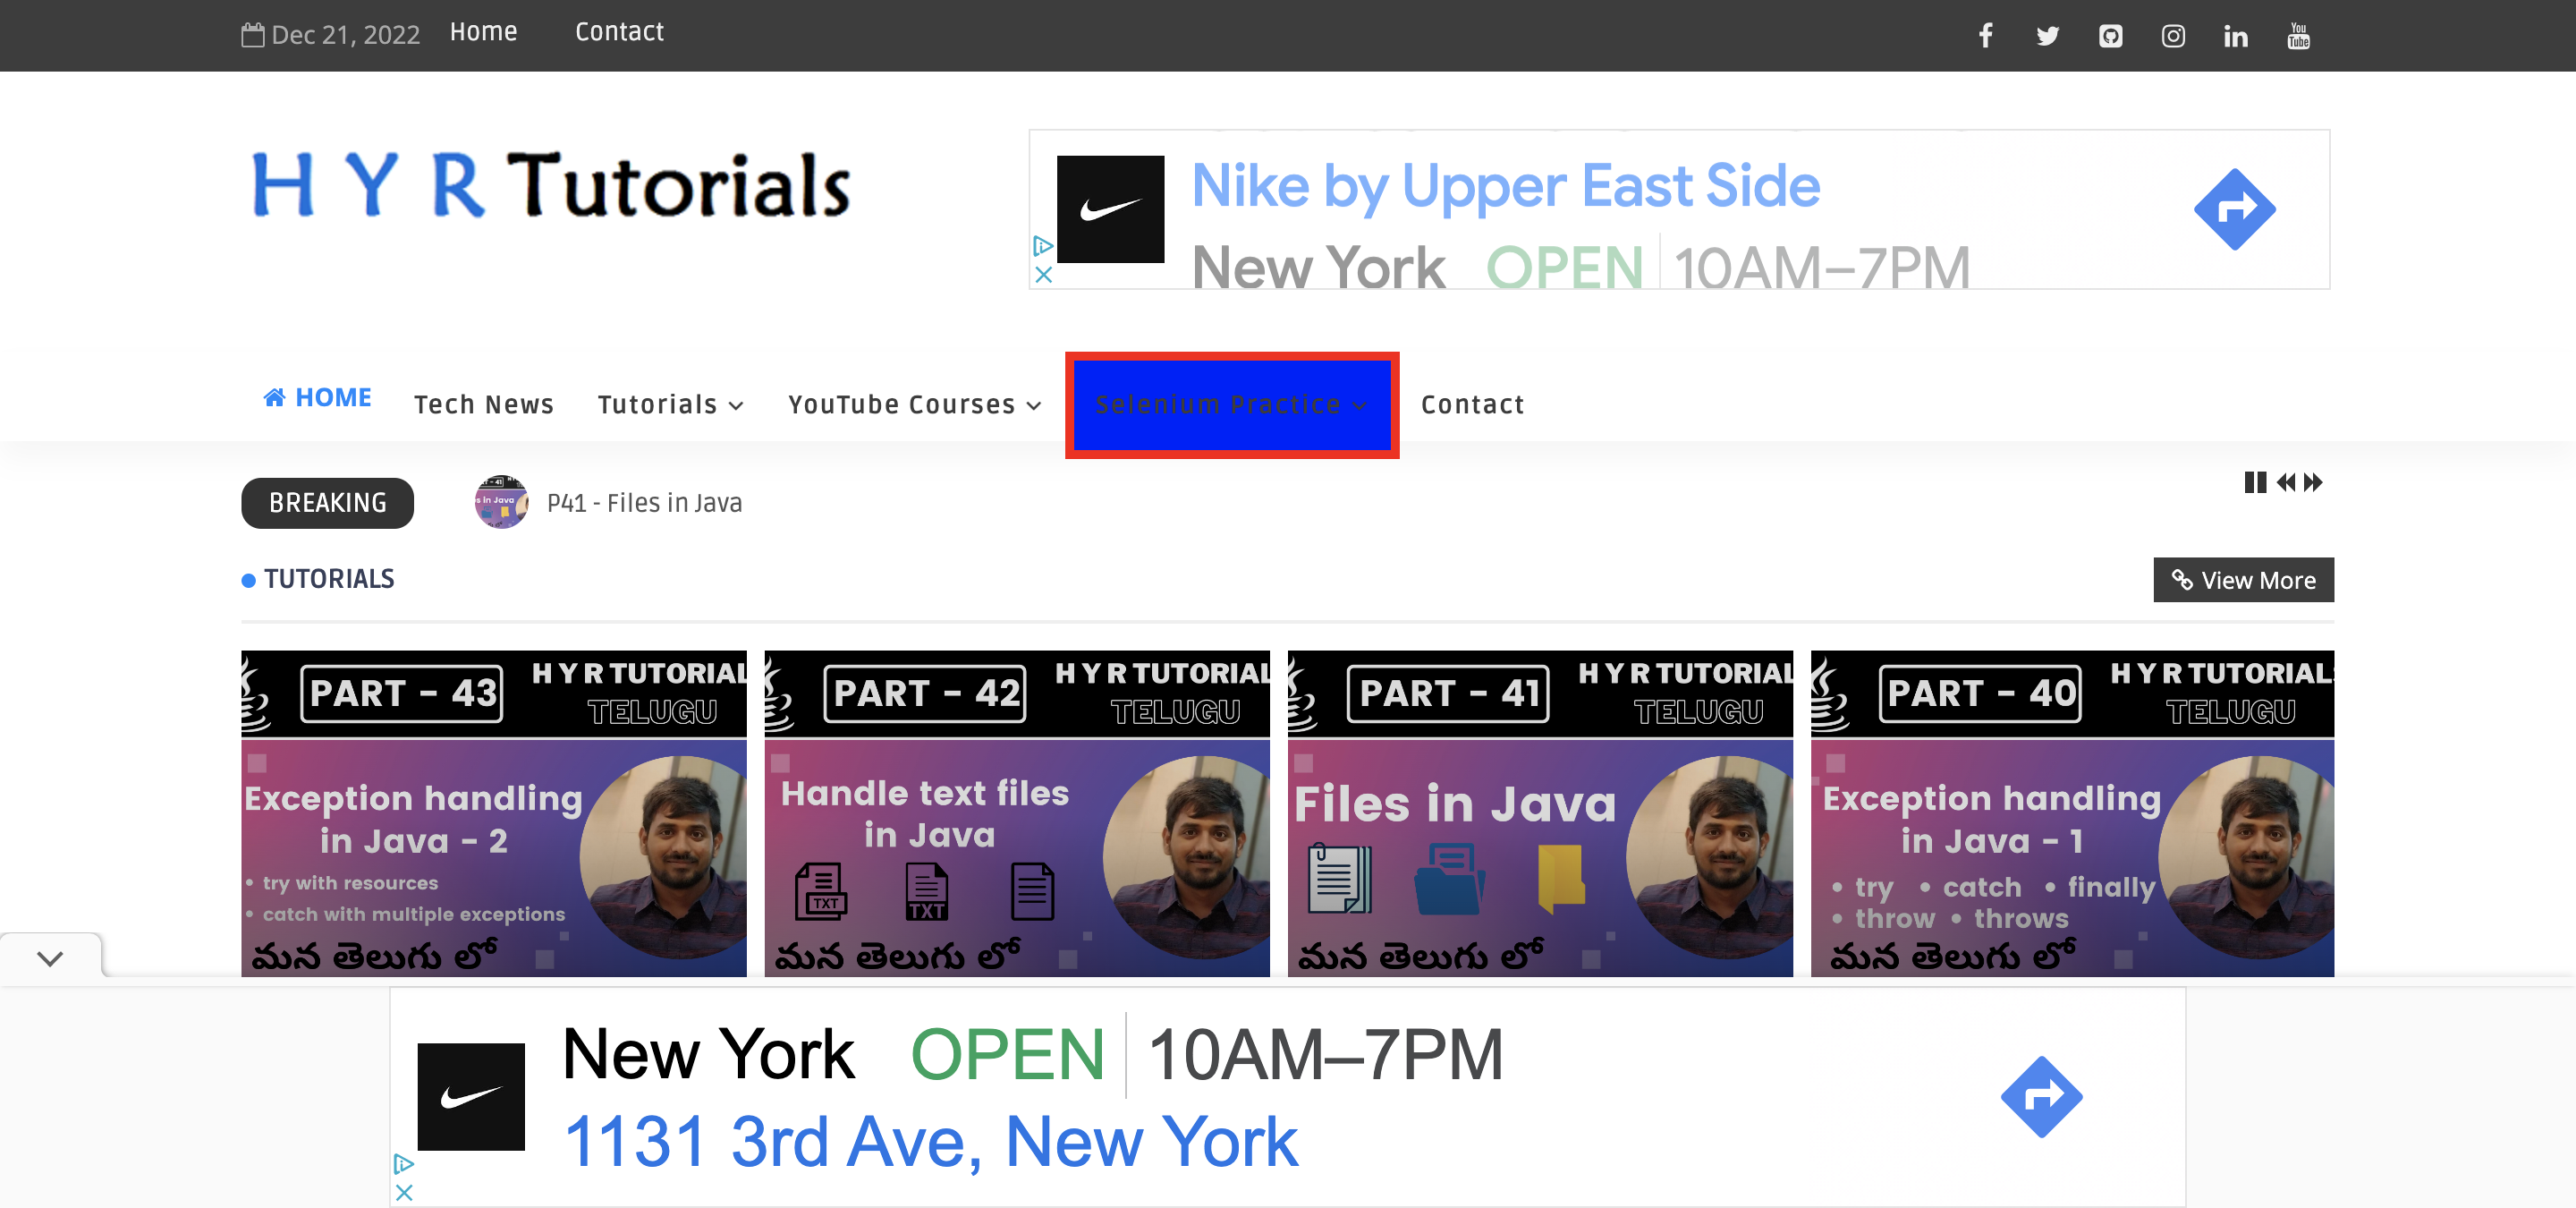 Dec 21, 2022 Home Contact
You
Tube
H Y R Tutorials
Nike by Upper East Side
New York OPEN 10AM–7PM
HOME Tech News Tutorials YouTube Courses Selenium Practice Contact
BREAKING P41 - Files in Java
TUTORIALS
View More
PART - 43 H Y R TUTORIAL
TELUGU
Exception handling
in Java - 2
• try with resources
• catch with multiple exceptions
మన తెలుగు లో
PART - 42 H Y R TUTORIAL
TELUGU
Handle text files
in Java
TXT TXT
మన తెలుగు లో
PART - 41 H Y R TUTORIAL
TELUGU
Files in Java
మన తెలుగు లో
PART - 40 H Y R TUTORIAL
TELUGU
Exception handling
in Java - 1
• try • catch • finally
• throw • throws
మన తెలుగు లో
New York OPEN 10AM–7PM
1131 3rd Ave, New York